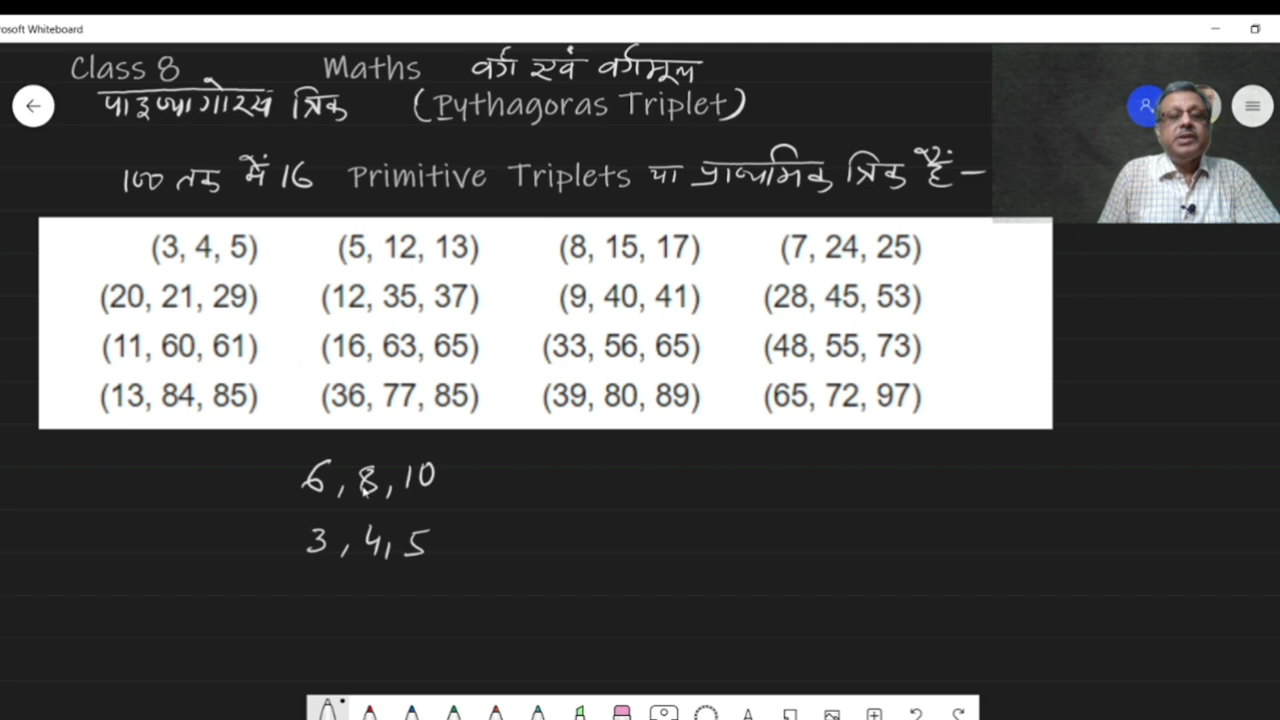 rosoft Whiteboard
Class 8 Maths वर्ग एवं वर्गमूल
पाइथागोरस त्रिक (Pythagoras Triplet)
100 तक में 16 Primitive Triplets या प्राथमिक त्रिक हैं-
(3, 4, 5) (5, 12, 13) (8, 15, 17) (7, 24, 25)
(20, 21, 29) (12, 35, 37) (9, 40, 41) (28, 45, 53)
(11, 60, 61) (16, 63, 65) (33, 56, 65) (48, 55, 73)
(13, 84, 85) (36, 77, 85) (39, 80, 89) (65, 72, 97)
6, 8, 10
3, 4, 5